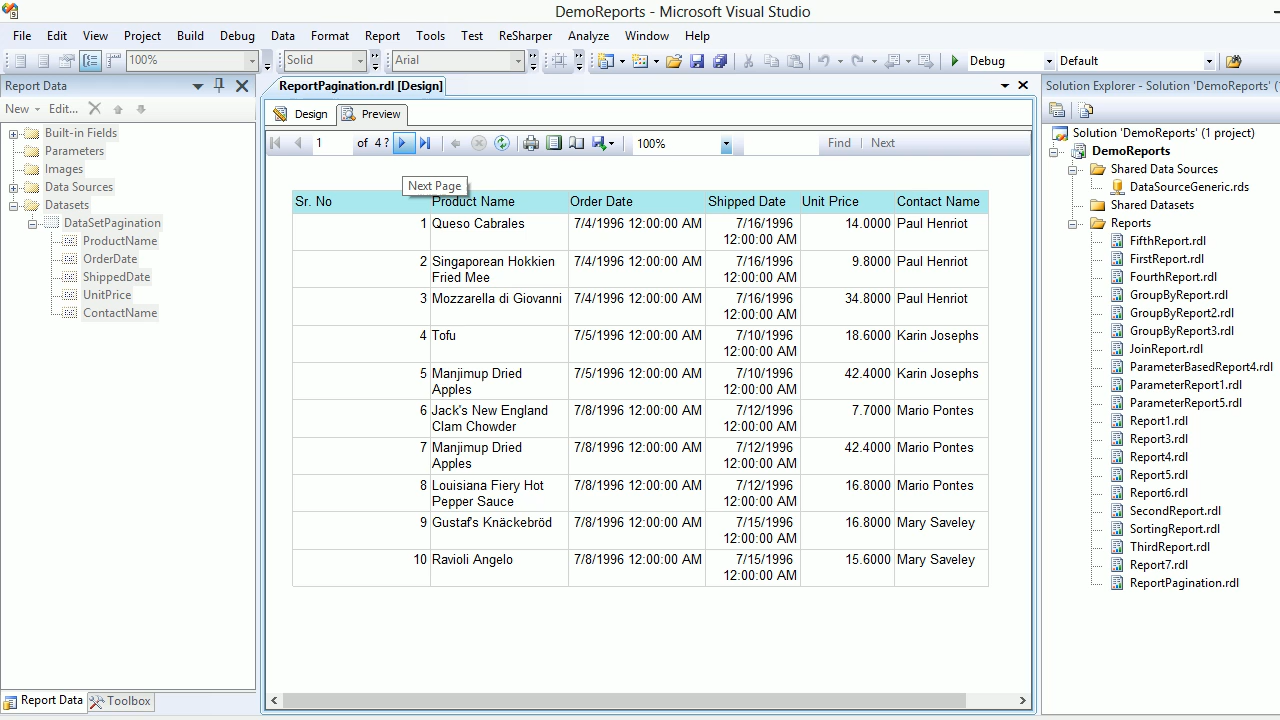 DemoReports - Microsoft Visual Studio
File Edit View Project Build Debug Data Format Report Tools Test ReSharper Analyze Window Help
100% Solid Arial Debug Default
Report Data
New Edit...
Built-in Fields
Parameters
Images
Data Sources
Datasets
DataSetPagination
ProductName
OrderDate
ShippedDate
UnitPrice
ContactName
Report Data Toolbox
ReportPagination.rdl [Design]
Design Preview
1 of 4 ? 100% Find Next
Next Page
Sr. No Product Name Order Date Shipped Date Unit Price Contact Name
1 Queso Cabrales 7/4/1996 12:00:00 AM 7/16/1996 14.0000 Paul Henriot
12:00:00 AM
2 Singaporean Hokkien 7/4/1996 12:00:00 AM 7/16/1996 9.8000 Paul Henriot
Fried Mee 12:00:00 AM
3 Mozzarella di Giovanni 7/4/1996 12:00:00 AM 7/16/1996 34.8000 Paul Henriot
12:00:00 AM
4 Tofu 7/5/1996 12:00:00 AM 7/10/1996 18.6000 Karin Josephs
12:00:00 AM
5 Manjimup Dried 7/5/1996 12:00:00 AM 7/10/1996 42.4000 Karin Josephs
Apples 12:00:00 AM
6 Jack's New England 7/8/1996 12:00:00 AM 7/12/1996 7.7000 Mario Pontes
Clam Chowder 12:00:00 AM
7 Manjimup Dried 7/8/1996 12:00:00 AM 7/12/1996 42.4000 Mario Pontes
Apples 12:00:00 AM
8 Louisiana Fiery Hot 7/8/1996 12:00:00 AM 7/12/1996 16.8000 Mario Pontes
Pepper Sauce 12:00:00 AM
9 Gustaf's Knäckebröd 7/8/1996 12:00:00 AM 7/15/1996 16.8000 Mary Saveley
12:00:00 AM
10 Ravioli Angelo 7/8/1996 12:00:00 AM 7/15/1996 15.6000 Mary Saveley
12:00:00 AM
Solution Explorer - Solution 'DemoReports' (1
Solution 'DemoReports' (1 project)
DemoReports
Shared Data Sources
DataSourceGeneric.rds
Shared Datasets
Reports
FifthReport.rdl
FirstReport.rdl
FourthReport.rdl
GroupByReport.rdl
GroupByReport2.rdl
GroupByReport3.rdl
JoinReport.rdl
ParameterBasedReport4.rdl
ParameterReport1.rdl
ParameterReport5.rdl
Report1.rdl
Report3.rdl
Report4.rdl
Report5.rdl
Report6.rdl
SecondReport.rdl
SortingReport.rdl
ThirdReport.rdl
Report7.rdl
ReportPagination.rdl